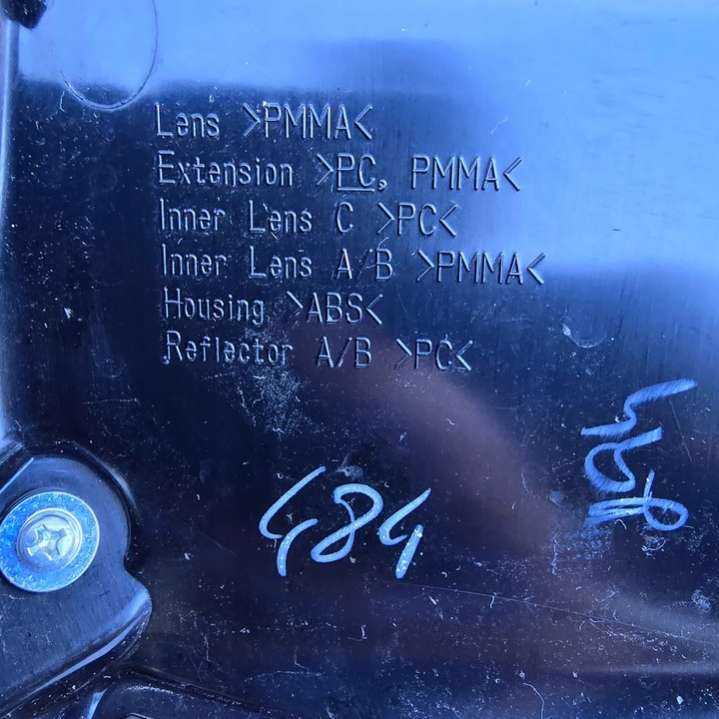 Lens >PMMA<
Extension >PC, PMMA<
Inner Lens C >PC<
Inner Lens A/B >PMMA<
Housing >ABS<
Reflector A/B >PC<
484